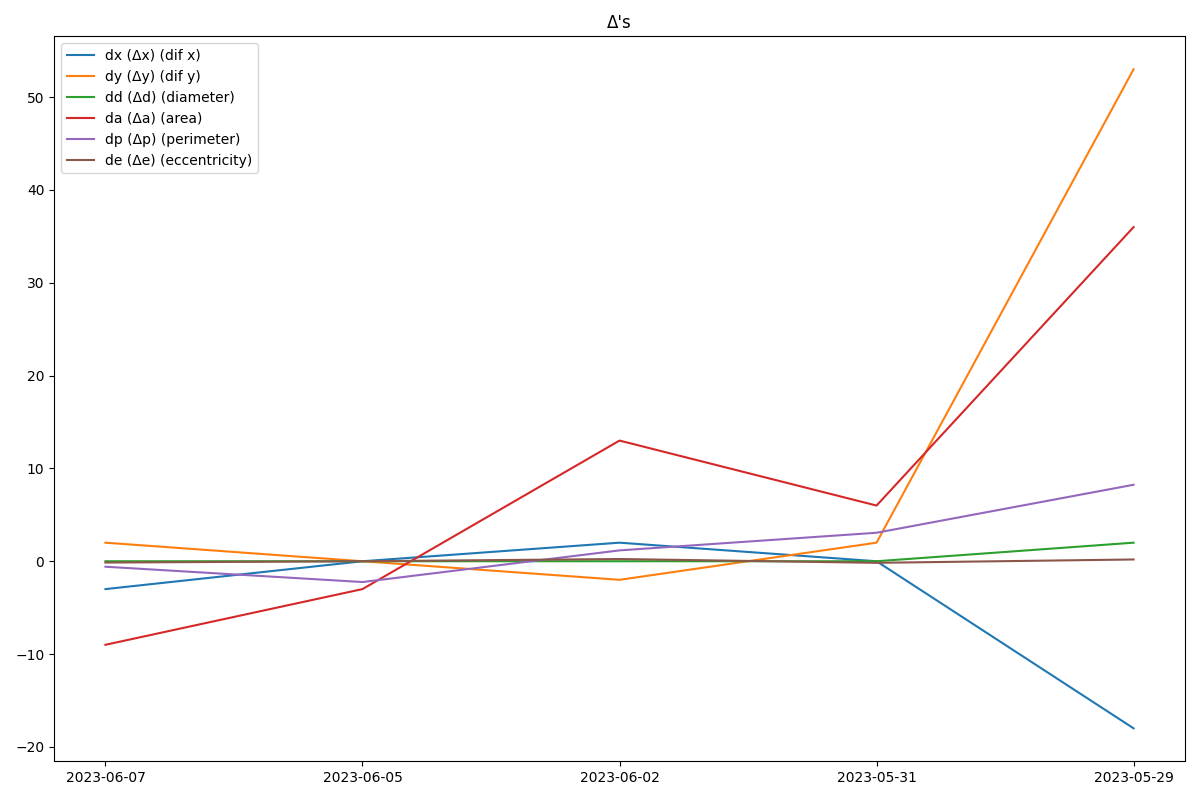 Δ's
dx (Δx) (dif x)
dy (Δy) (dif y)
dd (Δd) (diameter)
da (Δa) (area)
dp (Δp) (perimeter)
de (Δe) (eccentricity)
50
40
30
20
10
0
−10
−20
2023-06-07 2023-06-05 2023-06-02 2023-05-31 2023-05-29